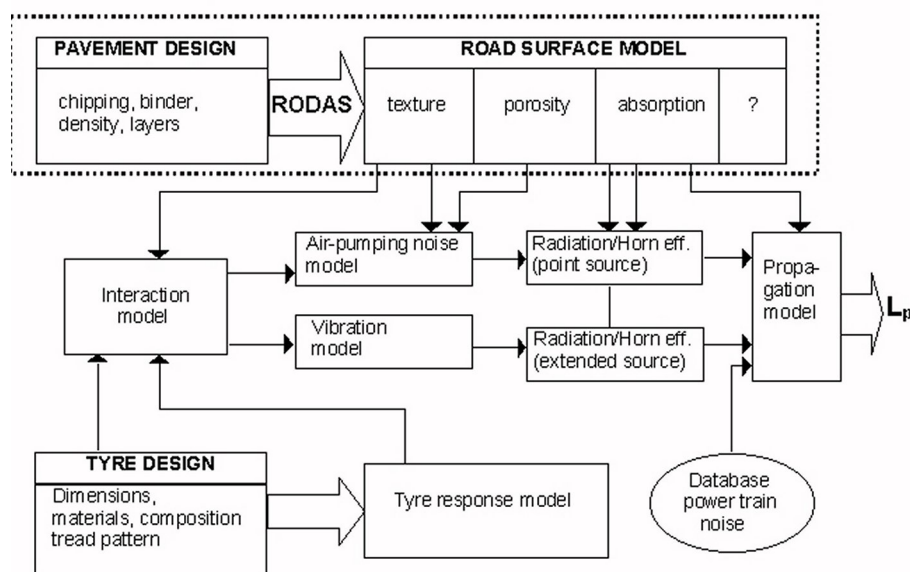 PAVEMENT DESIGN
chipping, binder,
density, layers
RODAS
ROAD SURFACE MODEL
texture
porosity
absorption
?
Interaction
model
Air-pumping noise
model
Radiation/Horn eff.
(point source)
Propa-
gation
model
Lp
Vibration
model
Radiation/Horn eff.
(extended source)
TYRE DESIGN
Dimensions,
materials, composition
tread pattern
Tyre response model
Database
power train
noise